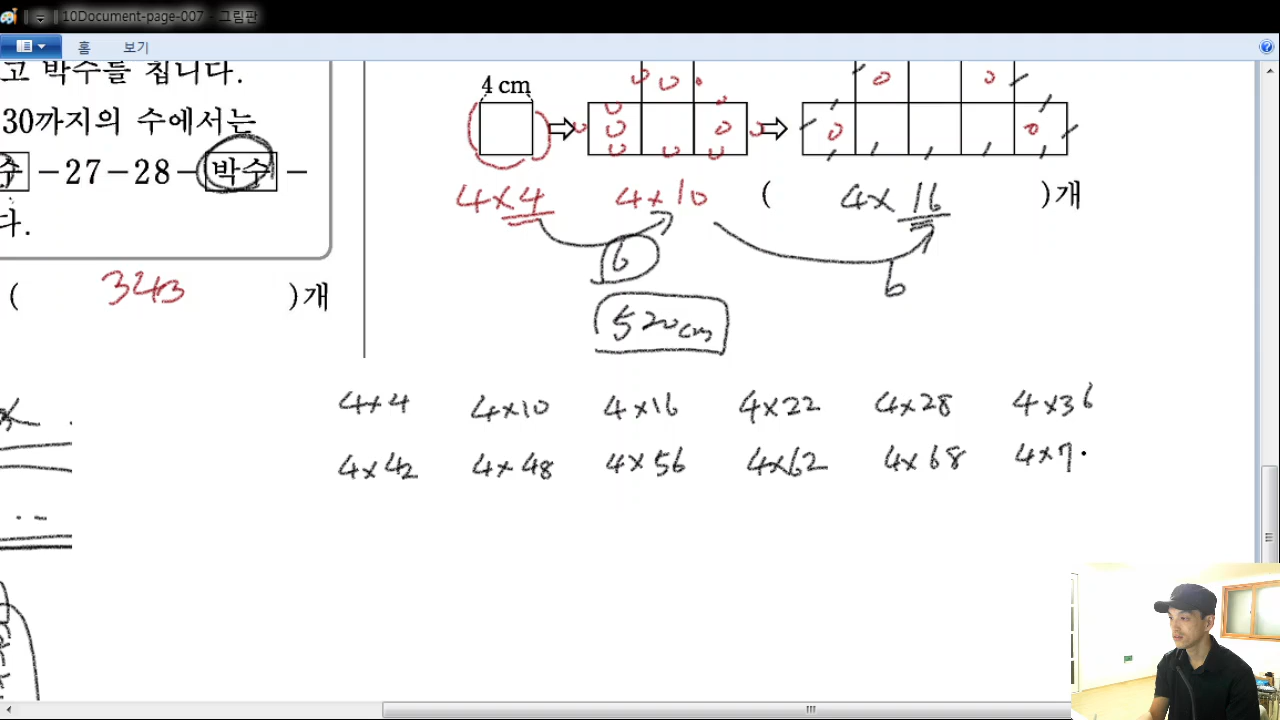 10Document-page-007 - 그림판
홈 보기
고 박수를 칩니다.
30까지의 수에서는
수 -27-28- 박수 -
다.
( 343 )개
4 cm
4×4 4×10 ( 4×16 )개
6 6
520cm
4×4 4×10 4×16 4×22 4×28 4×36
4×42 4×48 4×56 4×62 4×68 4×7